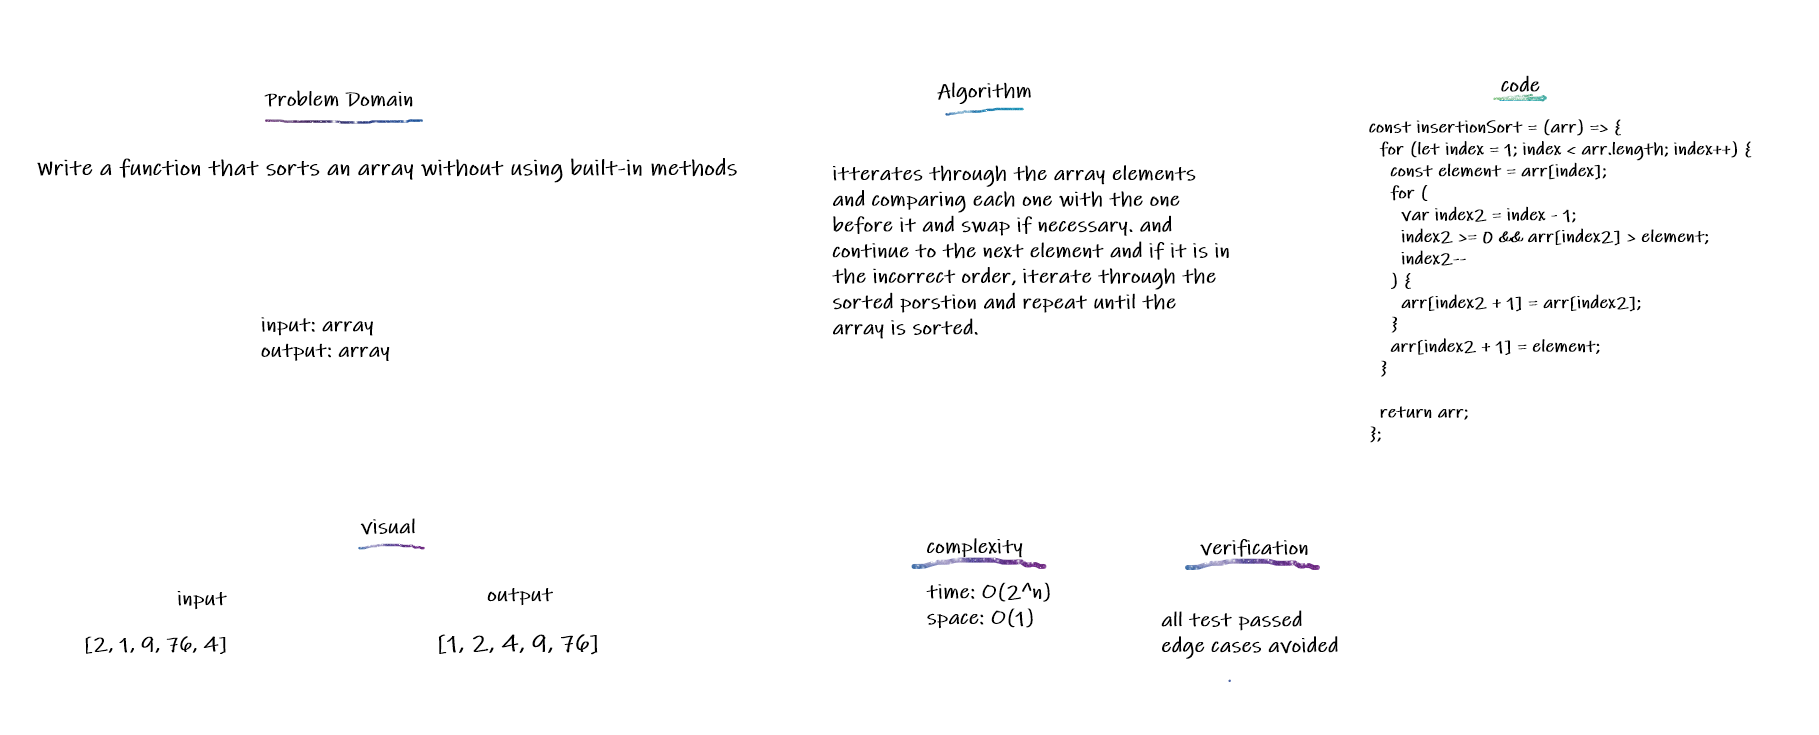 Problem Domain
Write a function that sorts an array without using built-in methods
input: array
output: array
visual
input
output
[2, 1, 9, 76, 4]
[1, 2, 4, 9, 76]
Algorithm
itterates through the array elements
and comparing each one with the one
before it and swap if necessary. and
continue to the next element and if it is in
the incorrect order, iterate through the
sorted porstion and repeat until the
array is sorted.
complexity
time: O(2^n)
space: O(1)
verification
all test passed
edge cases avoided
code
const insertionSort = (arr) => {
for (let index = 1; index < arr.length; index++) {
const element = arr[index];
for (
var index2 = index - 1;
index2 >= 0 && arr[index2] > element;
index2--
) {
arr[index2 + 1] = arr[index2];
}
arr[index2 + 1] = element;
}
return arr;
};